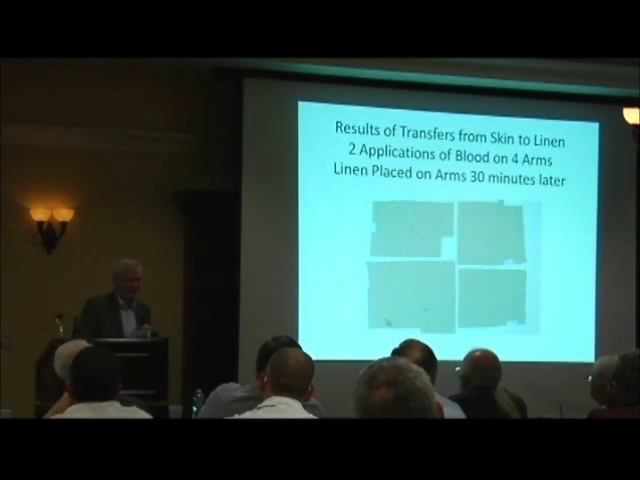 Results of Transfers from Skin to Linen
2 Applications of Blood on 4 Arms
Linen Placed on Arms 30 minutes later